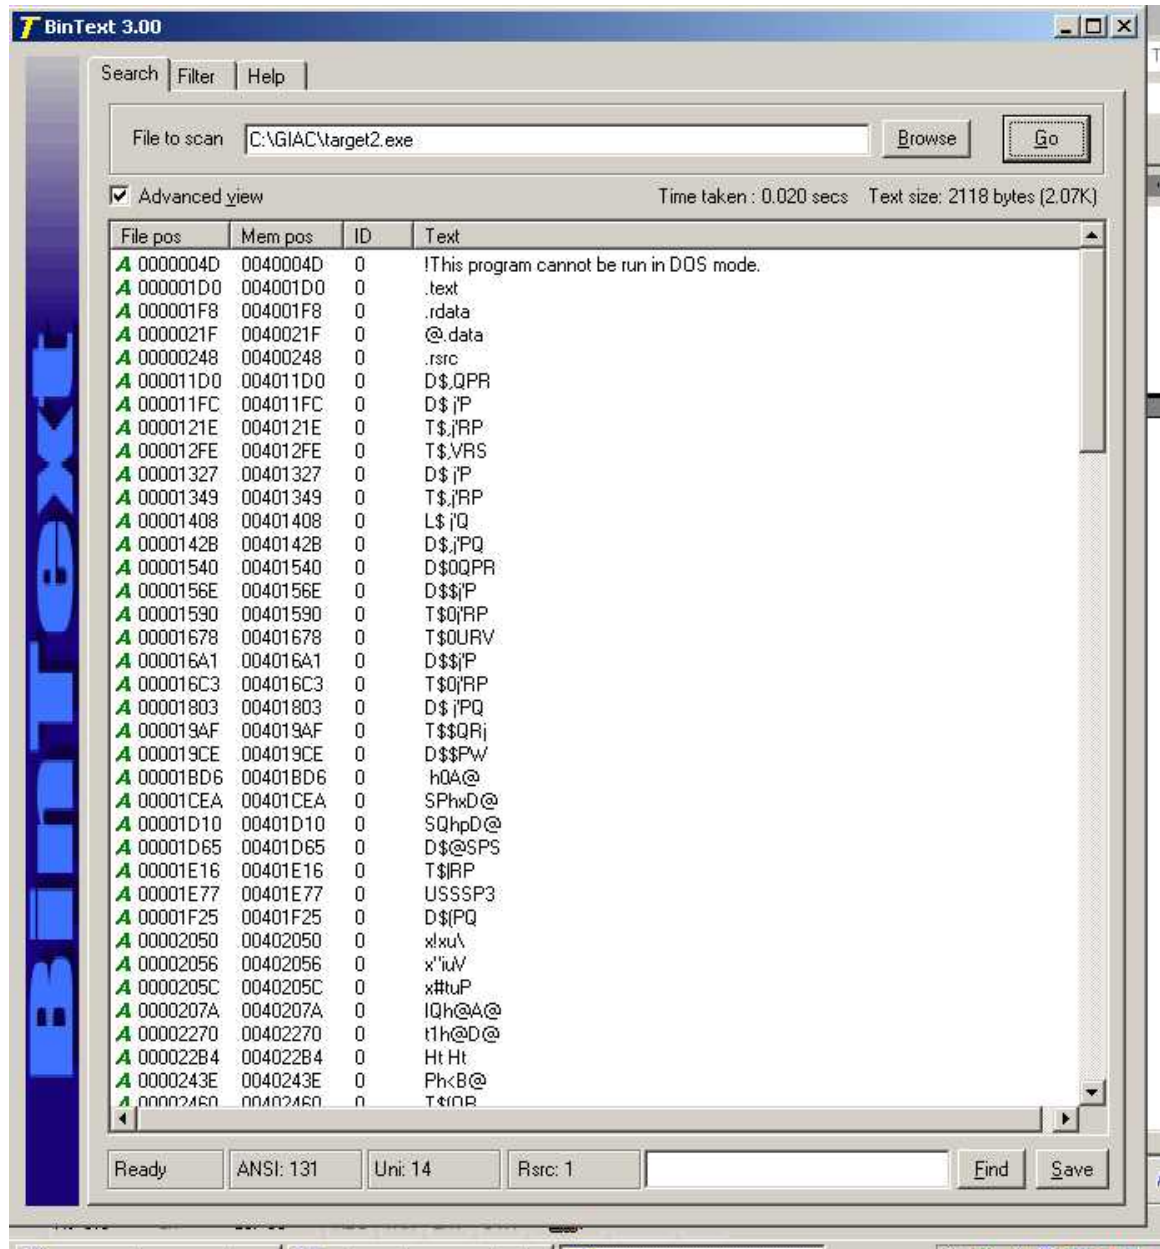 BinText 3.00
Search Filter Help
File to scan C:\GIAC\target2.exe Browse Go
Advanced view Time taken : 0.020 secs Text size: 2118 bytes (2.07K)
File pos Mem pos ID Text
A 0000004D 0040004D 0 !This program cannot be run in DOS mode.
A 000001D0 004001D0 0 .text
A 000001F8 004001F8 0 .rdata
A 0000021F 0040021F 0 @.data
A 00000248 00400248 0 .rsrc
A 000011D0 004011D0 0 D$,QPR
A 000011FC 004011FC 0 D$ j'P
A 0000121E 0040121E 0 T$,j'RP
A 000012FE 004012FE 0 T$,VRS
A 00001327 00401327 0 D$ j'P
A 00001349 00401349 0 T$,j'RP
A 00001408 00401408 0 L$ j'Q
A 0000142B 0040142B 0 D$,j'PQ
A 00001540 00401540 0 D$0QPR
A 0000156E 0040156E 0 D$$j'P
A 00001590 00401590 0 T$0j'RP
A 00001678 00401678 0 T$0URV
A 000016A1 004016A1 0 D$$j'P
A 000016C3 004016C3 0 T$0j'RP
A 00001803 00401803 0 D$ j'PQ
A 000019AF 004019AF 0 T$$QRj
A 000019CE 004019CE 0 D$$PW
A 00001BD6 00401BD6 0 h0A@
A 00001CEA 00401CEA 0 SPhxD@
A 00001D10 00401D10 0 SQhpD@
A 00001D65 00401D65 0 D$@SPS
A 00001E16 00401E16 0 T$|RP
A 00001E77 00401E77 0 USSSP3
A 00001F25 00401F25 0 D$(PQ
A 00002050 00402050 0 x!xu\
A 00002056 00402056 0 x"iuV
A 0000205C 0040205C 0 x#tuP
A 0000207A 0040207A 0 IQh@A@
A 00002270 00402270 0 t1h@D@
A 000022B4 004022B4 0 Ht Ht
A 0000243E 0040243E 0 Ph<B@
A 00002460 00402460 0
Ready ANSI: 131 Uni: 14 Rsrc: 1 Find Save
BinText